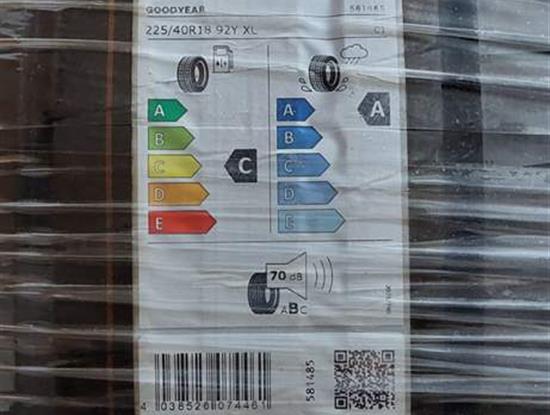 GOODYEAR 581485
225/40R18 92Y XL C1
A A
B B
C C
D D
E E
C
A
70 dB
ABC
581485
4 038526 074461